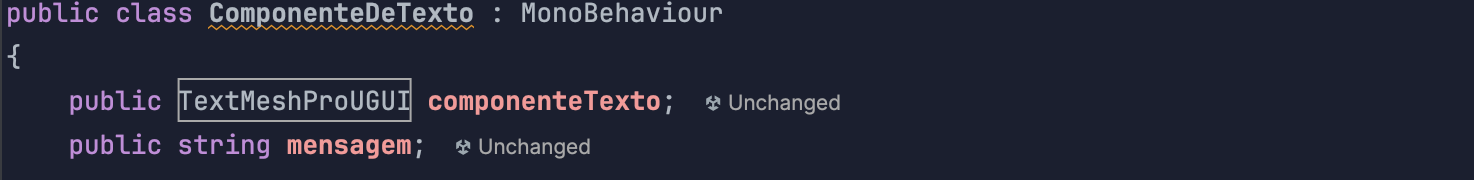 public class ComponenteDeTexto : MonoBehaviour
{
public TextMeshProUGUI componenteTexto; Unchanged
public string mensagem; Unchanged